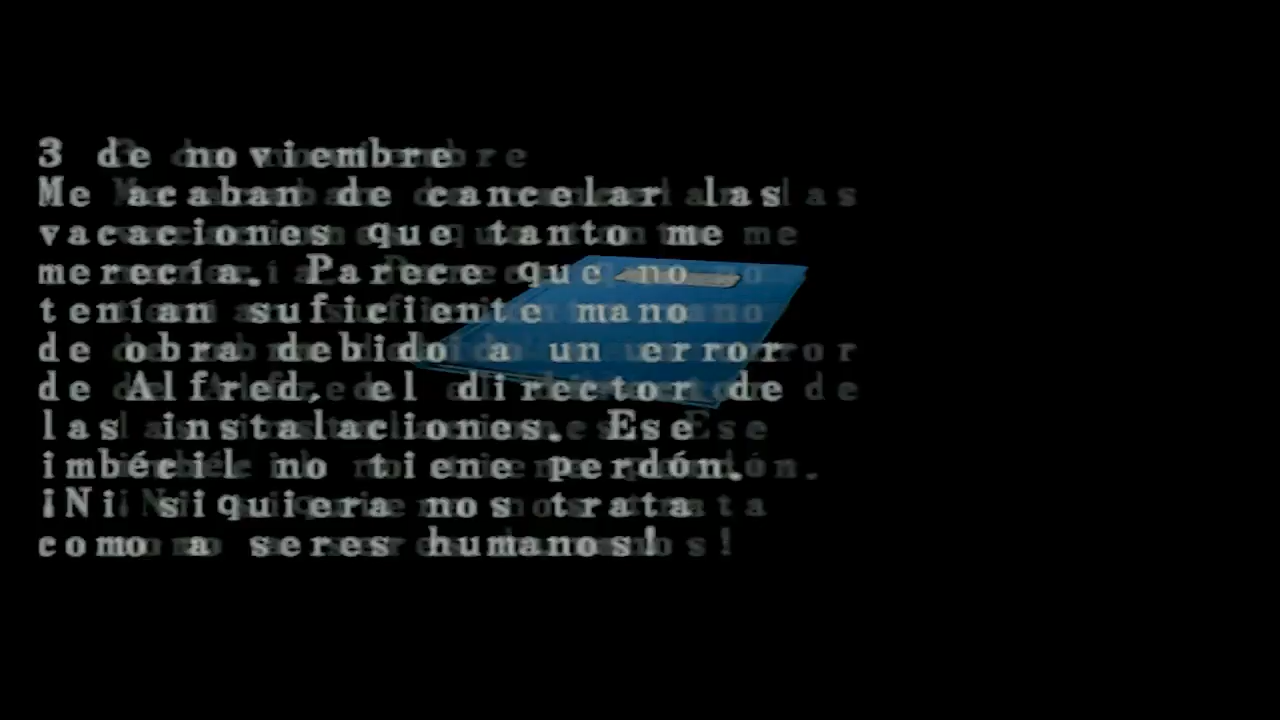 3 de noviembre
Me acaban de cancelar las
vacaciones que tanto me
merecía. Parece que no
tenían suficiente mano
de obra debido a un error
de Alfred, el director de
las instalaciones. Ese
imbécil no tiene perdón.
¡Ni siquiera nos trata
como a seres humanos!